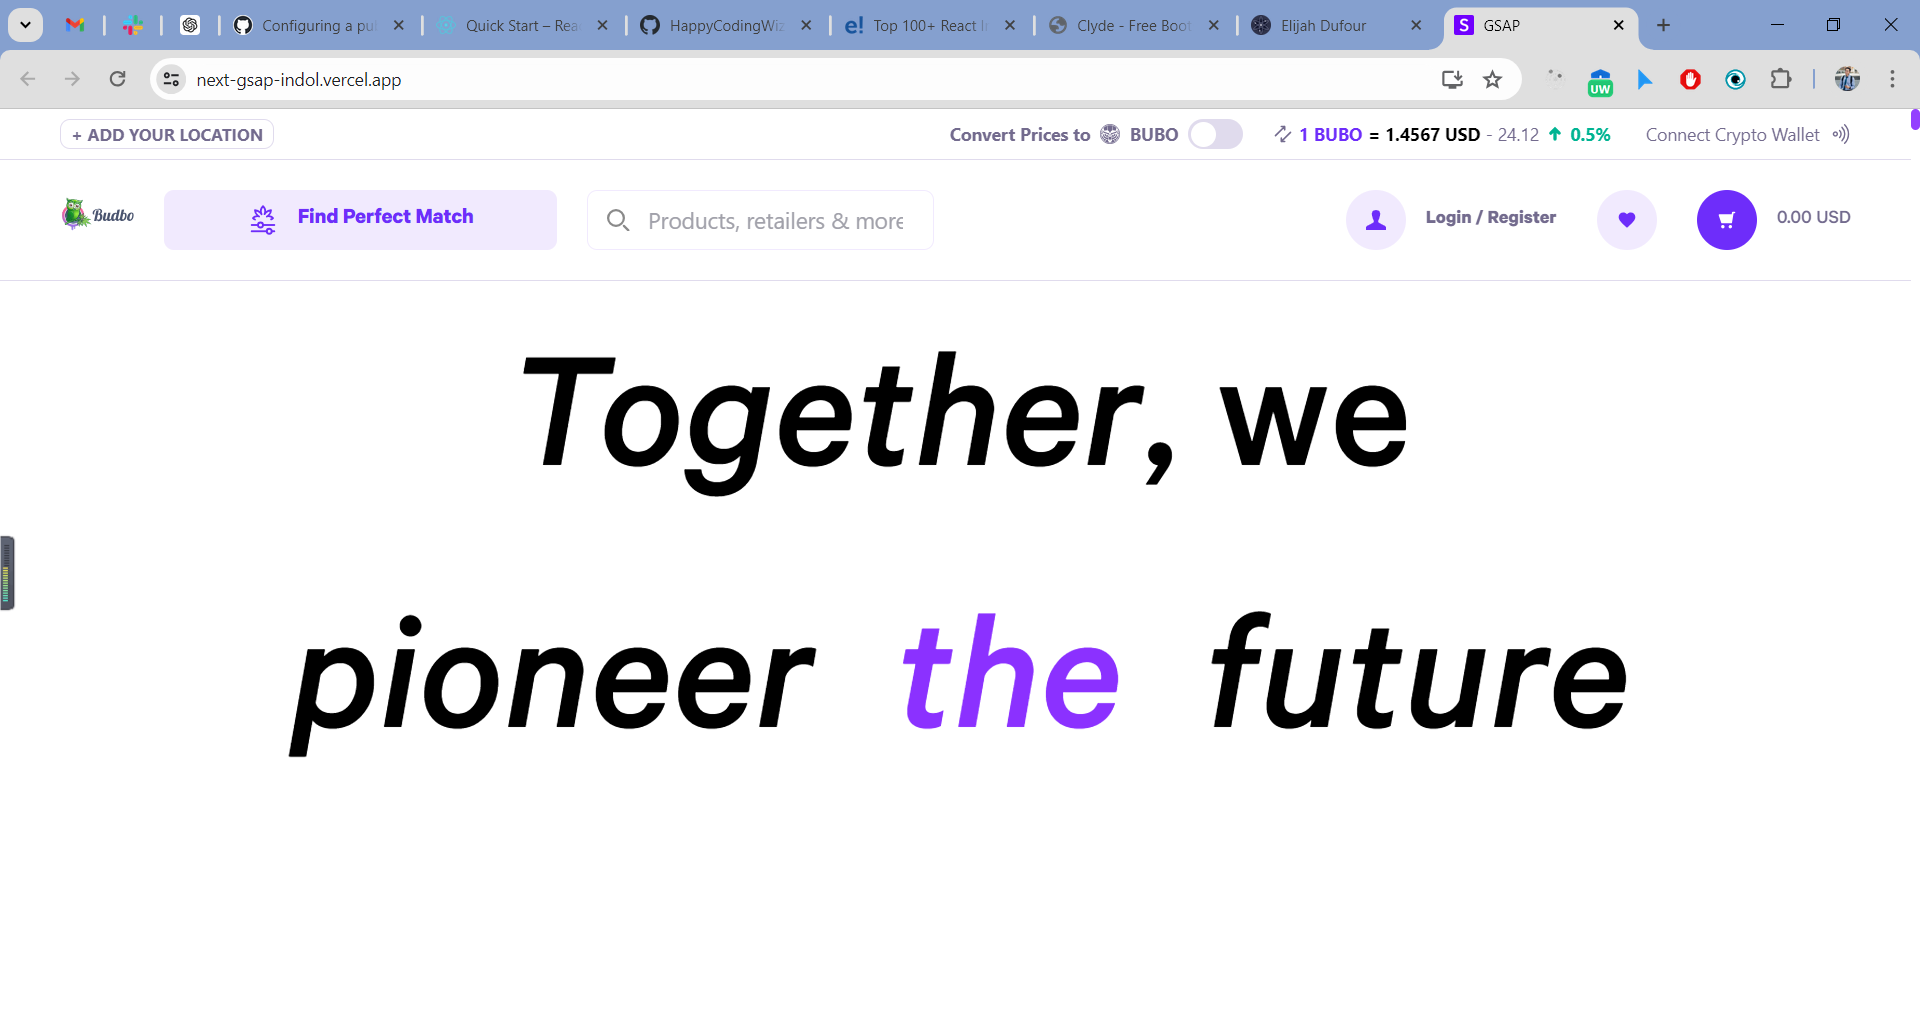 Configuring a pu
Quick Start – Rea
HappyCodingWiz
Top 100+ React I
Clyde - Free Boot
Elijah Dufour
GSAP
next-gsap-indol.vercel.app
UW
+ ADD YOUR LOCATION
Convert Prices to BUBO
1 BUBO = 1.4567 USD - 24.12 0.5%
Connect Crypto Wallet
Budbo
Find Perfect Match
Products, retailers & more
Login / Register
0.00 USD
Together, we
pioneer the future